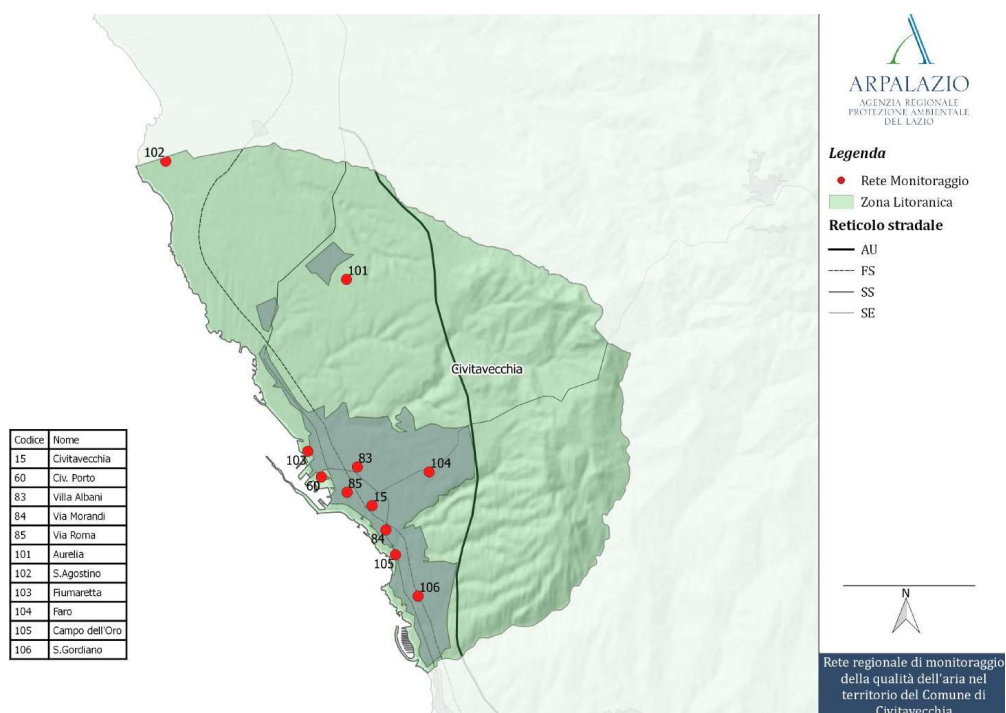 ARPALAZIO
AGENZIA REGIONALE
PROTEZIONE AMBIENTALE
DEL LAZIO
Legenda
Rete Monitoraggio
Zona Litoranica
Reticolo stradale
AU
FS
SS
SE
102
101
Civitavecchia
103
83
104
60
85
15
84
105
106
Codice Nome
15 Civitavecchia
60 Civ. Porto
83 Villa Albani
84 Via Morandi
85 Via Roma
101 Aurelia
102 S.Agostino
103 Fiumaretta
104 Faro
105 Campo dell'Oro
106 S.Gordiano
N
Rete regionale di monitoraggio
della qualità dell'aria nel
territorio del Comune di
Civitavecchia